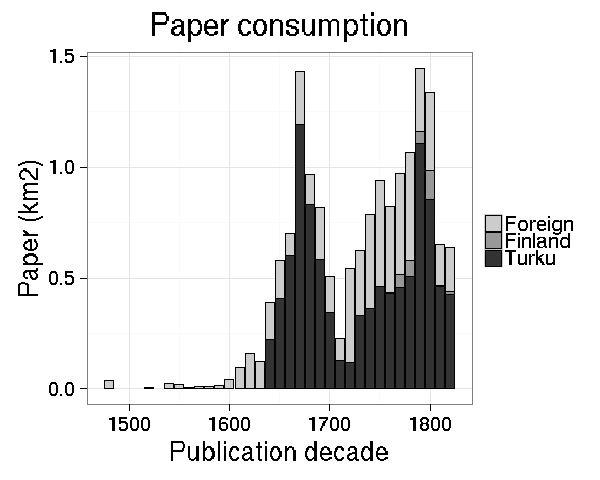 Paper consumption
Paper (km2)
1.5
1.0
0.5
0.0
1500 1600 1700 1800
Publication decade
Foreign
Finland
Turku